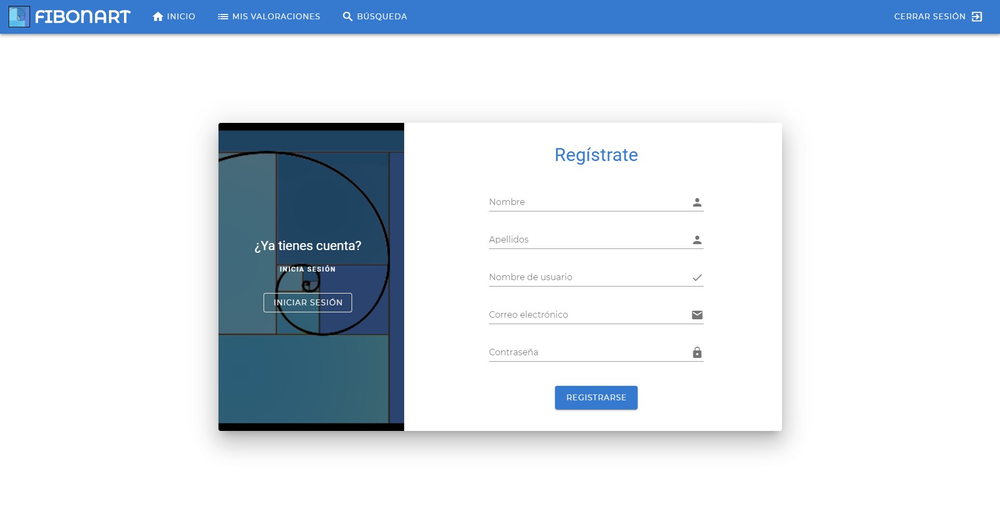 FIBONART
INICIO
MIS VALORACIONES
BÚSQUEDA
CERRAR SESIÓN
¿Ya tienes cuenta?
INICIA SESIÓN
INICIAR SESIÓN
Regístrate
Nombre
Apellidos
Nombre de usuario
Correo electrónico
Contraseña
REGISTRARSE